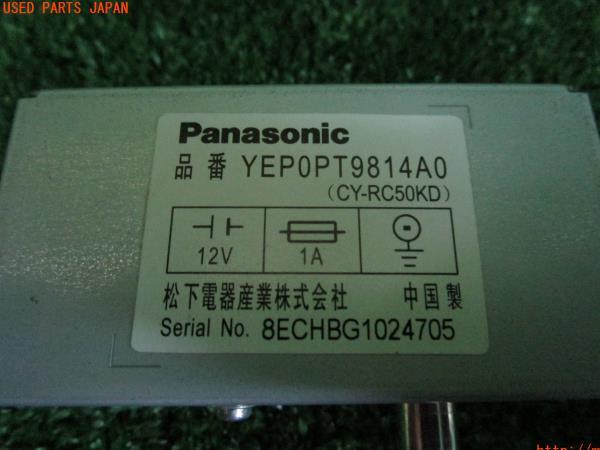 USED PARTS JAPAN
Panasonic
品番 YEP0PT9814A0
(CY-RC50KD)
12V 1A
松下電器産業株式会社 中国製
Serial No. 8ECHBG1024705